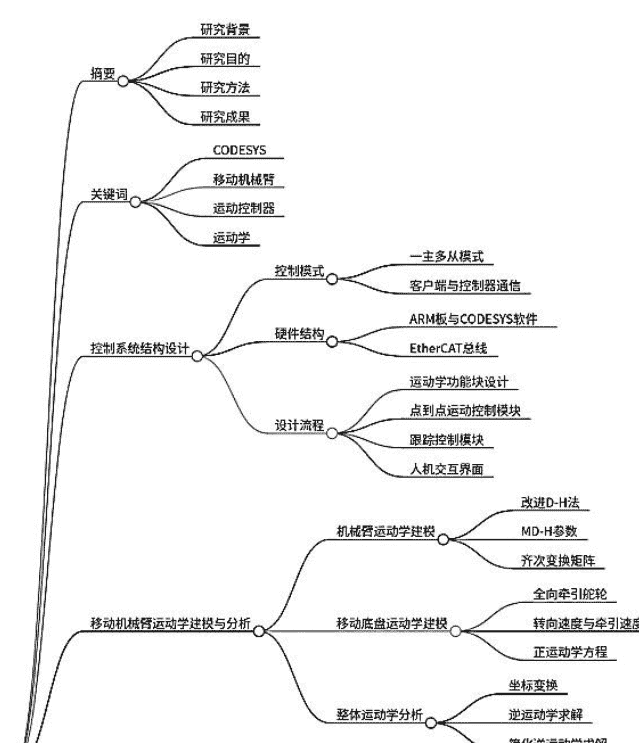 摘要
研究背景
研究目的
研究方法
研究成果
关键词
CODESYS
移动机械臂
运动控制器
运动学
控制系统结构设计
控制模式
一主多从模式
客户端与控制器通信
硬件结构
ARM板与CODESYS软件
EtherCAT总线
设计流程
运动学功能块设计
点到点运动控制模块
跟踪控制模块
人机交互界面
移动机械臂运动学建模与分析
机械臂运动学建模
改进D-H法
MD-H参数
齐次变换矩阵
移动底盘运动学建模
全向牵引舵轮
转向速度与牵引速度
正运动学方程
整体运动学分析
坐标变换
逆运动学求解